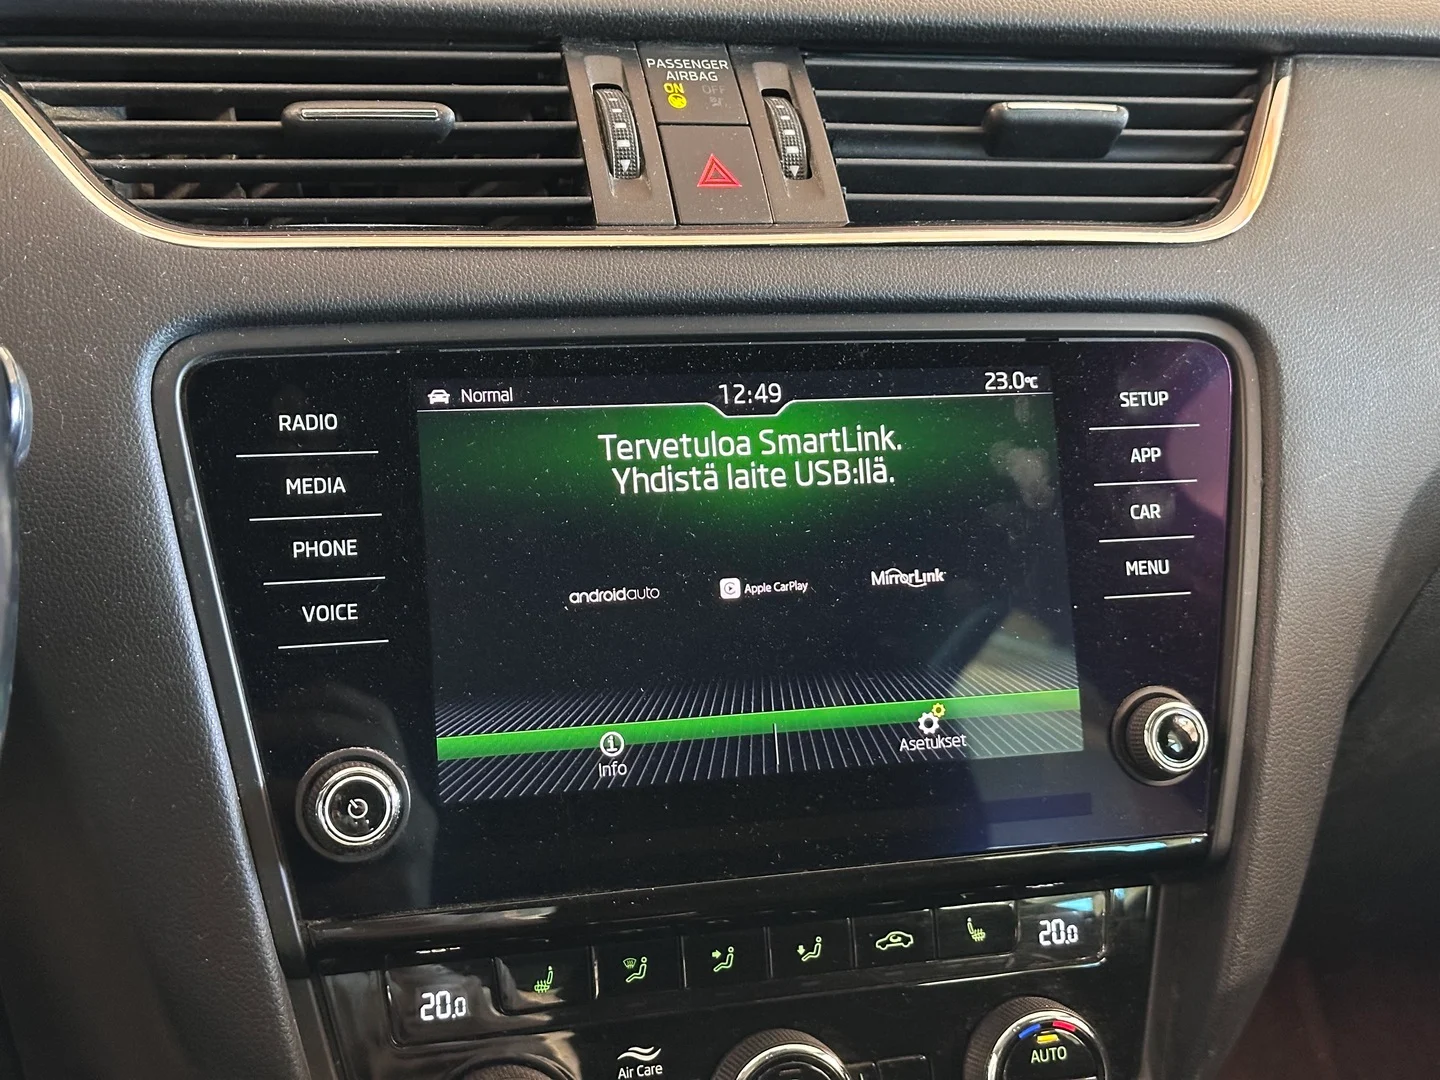 PASSENGER
AIRBAG
ON OFF
Normal 12:49 23.0°C
RADIO
MEDIA
PHONE
VOICE
Tervetuloa SmartLink.
Yhdistä laite USB:llä.
androidauto Apple CarPlay MirrorLink
Info Asetukset
SETUP
APP
CAR
MENU
20.0 20.0
Air Care AUTO